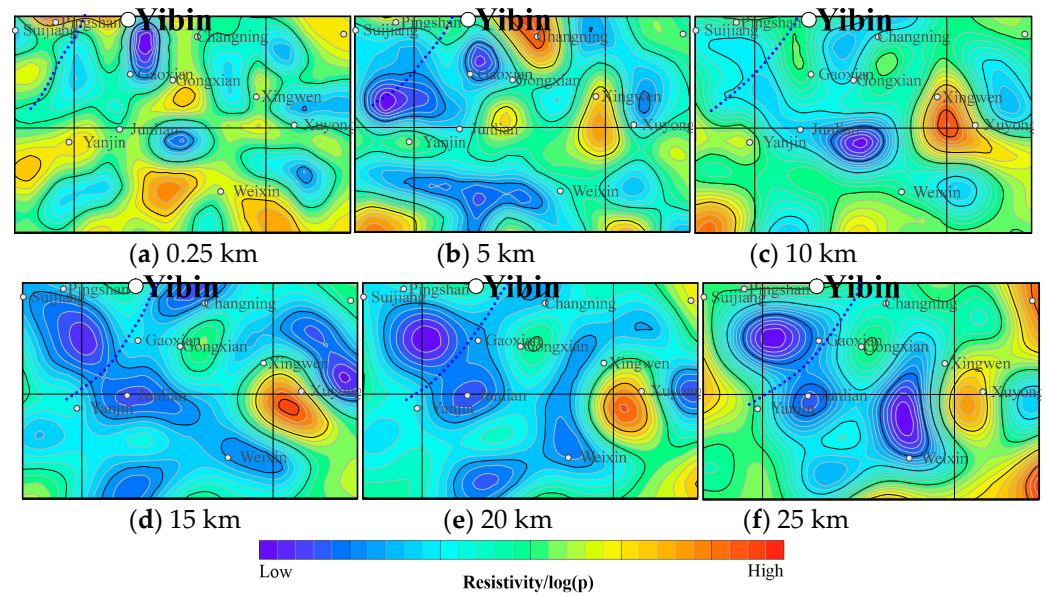 Yibin
Pingshan
Suijiang
Changning
Gaoxian
Gongxian
Xingwen
Junlian
Xuyong
Yanjin
Weixin
(a) 0.25 km
Yibin
Pingshan
Suijiang
Changning
Gaoxian
Gongxian
Xingwen
Junlian
Xuyong
Yanjin
Weixin
(b) 5 km
Yibin
Pingshan
Suijiang
Changning
Gaoxian
Gongxian
Xingwen
Junlian
Xuyong
Yanjin
Weixin
(c) 10 km
Yibin
Pingshan
Suijiang
Changning
Gaoxian
Gongxian
Xingwen
Xuyong
Junlian
Yanjin
Weixin
(d) 15 km
Yibin
Pingshan
Suijiang
Changning
Gaoxian
Gongxian
Xingwen
Xuyong
Junlian
Yanjin
Weixin
(e) 20 km
Yibin
Pingshan
Suijiang
Changning
Gaoxian
Gongxian
Xingwen
Xuyong
Junlian
Yanjin
Weixin
(f) 25 km
Low
High
Resistivity/log(p)